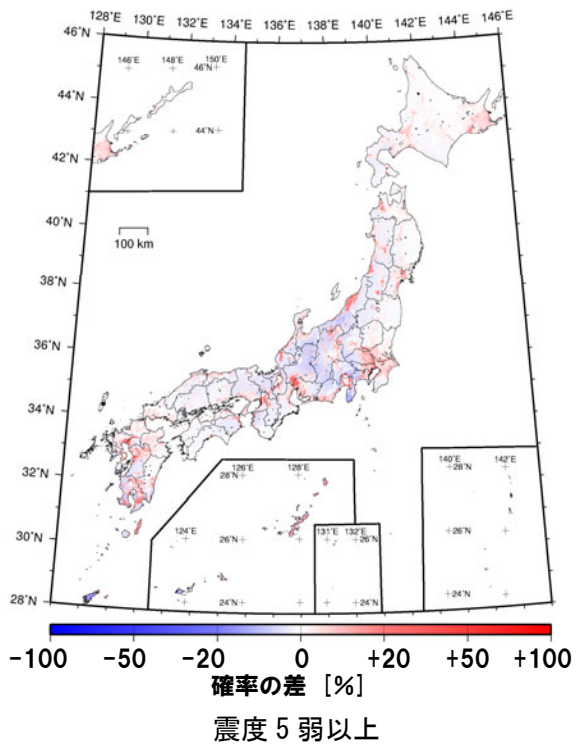 128˚E 130˚E 132˚E 134˚E 136˚E 138˚E 140˚E 142˚E 144˚E 146˚E
46˚N
146˚E 148˚E 150˚E
46˚N
44˚N
44˚N
42˚N
40˚N
100 km
38˚N
36˚N
34˚N
32˚N
126˚E 128˚E
28˚N
140˚E 142˚E
28˚N
30˚N
124˚E
26˚N
131˚E 132˚E
26˚N
26˚N
28˚N
24˚N
24˚N
24˚N
-100 -50 -20 0 +20 +50 +100
確率の差 [%]
震度5弱以上